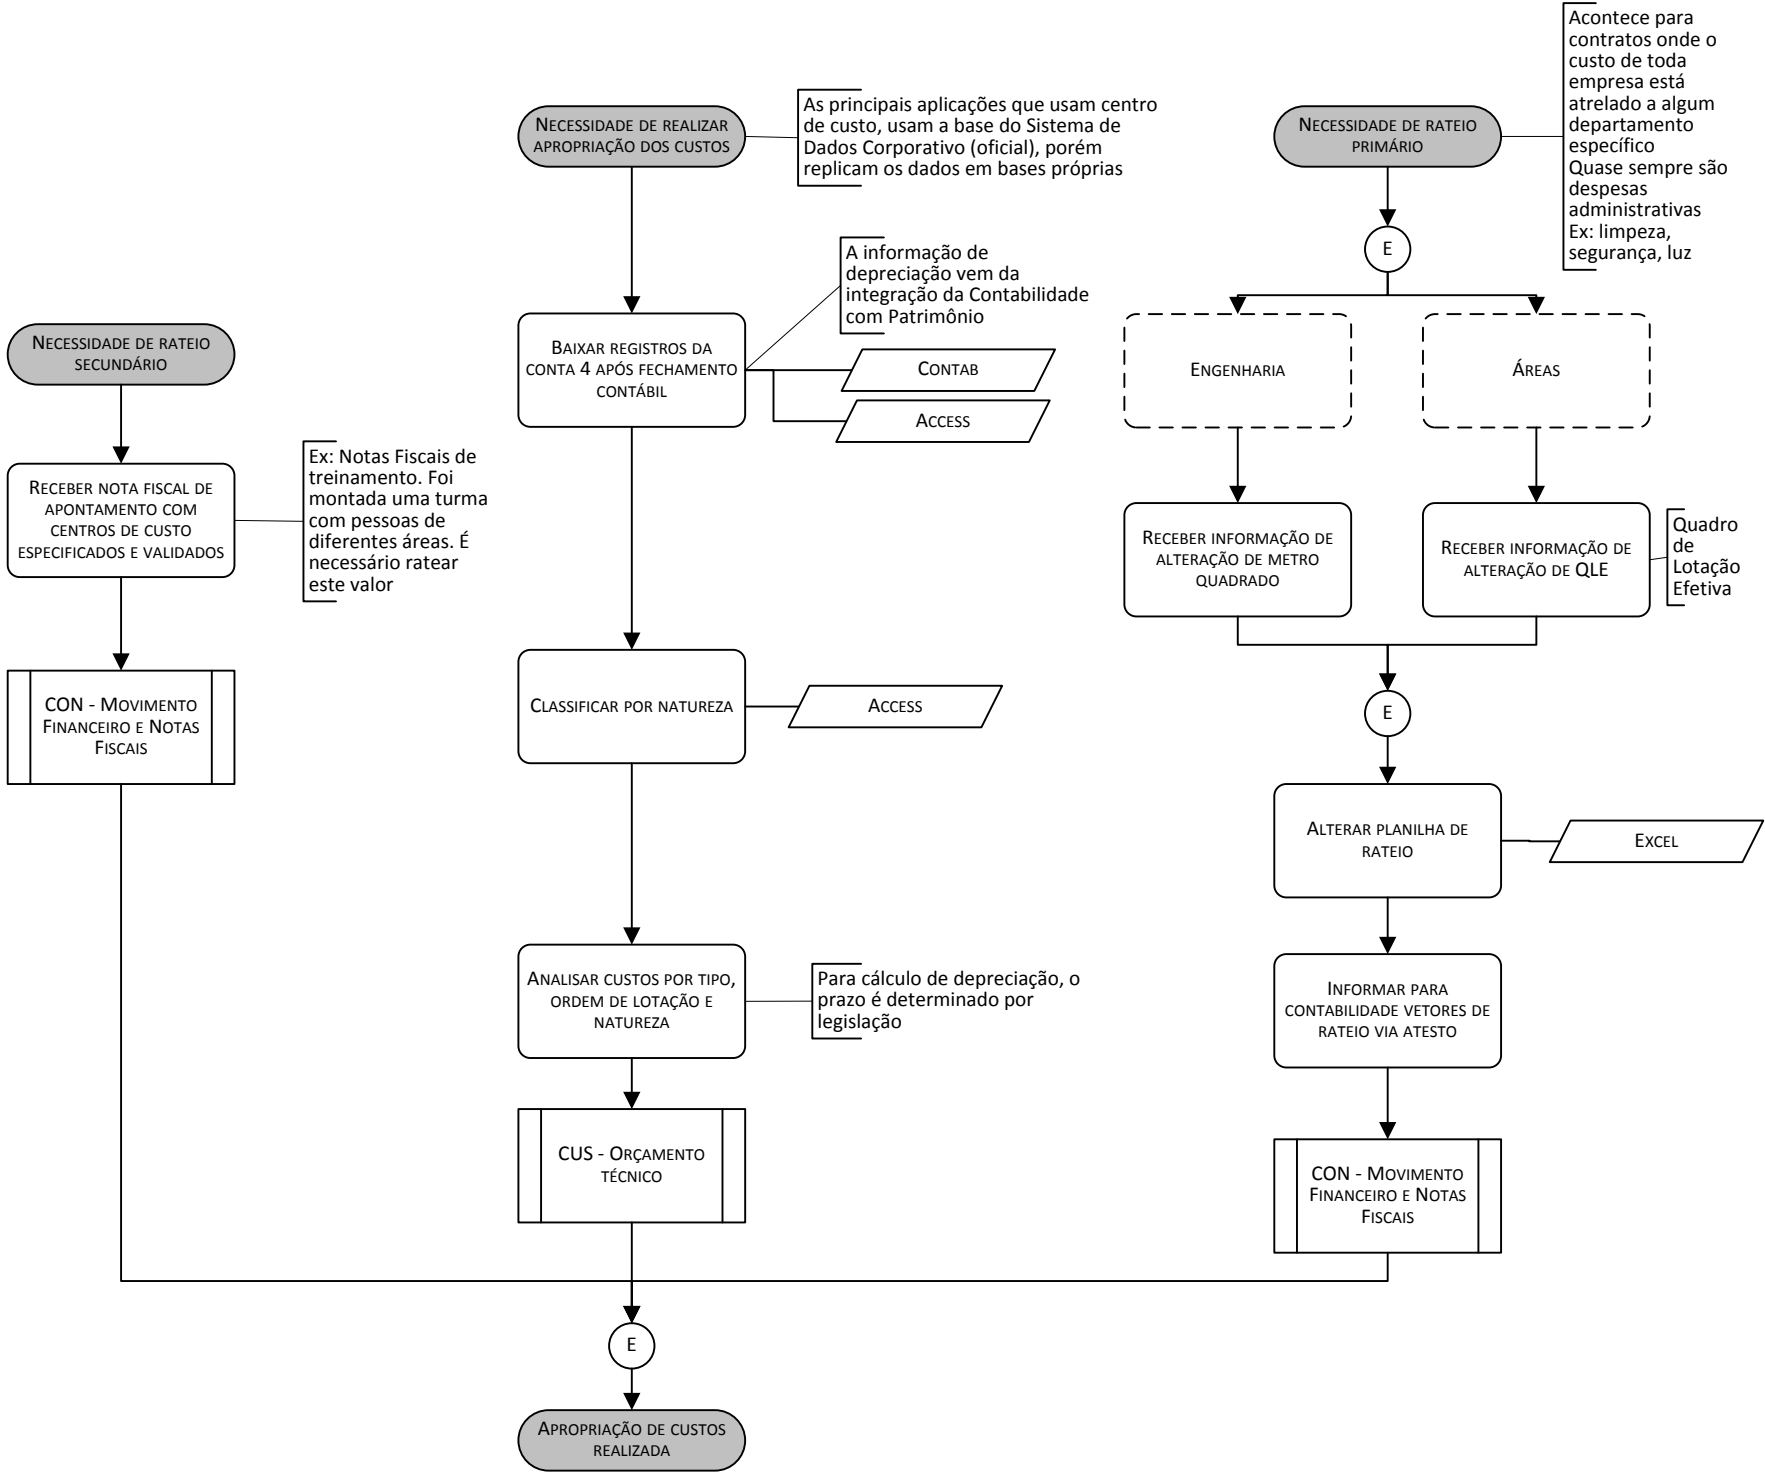 Acontece para
contratos onde o
custo de toda
empresa está
atrelado a algum
departamento
específico
Quase sempre são
despesas
administrativas
Ex: limpeza,
segurança, luz
NECESSIDADE DE REALIZAR
APROPRIAÇÃO DOS CUSTOS
As principais aplicações que usam centro
de custo, usam a base do Sistema de
Dados Corporativo (oficial), porém
replicam os dados em bases próprias
NECESSIDADE DE RATEIO
PRIMÁRIO
E
A informação de
depreciação vem da
integração da Contabilidade
com Patrimônio
NECESSIDADE DE RATEIO
SECUNDÁRIO
BAIXAR REGISTROS DA
CONTA 4 APÓS FECHAMENTO
CONTÁBIL
CONTAB
ACCESS
ENGENHARIA
ÁREAS
RECEBER NOTA FISCAL DE
APONTAMENTO COM
CENTROS DE CUSTO
ESPECIFICADOS E VALIDADOS
Ex: Notas Fiscais de
treinamento. Foi
montada uma turma
com pessoas de
diferentes áreas. É
necessário ratear
este valor
RECEBER INFORMAÇÃO DE
ALTERAÇÃO DE METRO
QUADRADO
RECEBER INFORMAÇÃO DE
ALTERAÇÃO DE QLE
Quadro
de
Lotação
Efetiva
CON - MOVIMENTO
FINANCEIRO E NOTAS
FISCAIS
CLASSIFICAR POR NATUREZA
ACCESS
E
ALTERAR PLANILHA DE
RATEIO
EXCEL
ANALISAR CUSTOS POR TIPO,
ORDEM DE LOTAÇÃO E
NATUREZA
Para cálculo de depreciação, o
prazo é determinado por
legislação
INFORMAR PARA
CONTABILIDADE VETORES DE
RATEIO VIA ATESTO
CUS - ORÇAMENTO
TÉCNICO
CON - MOVIMENTO
FINANCEIRO E NOTAS
FISCAIS
E
APROPRIAÇÃO DE CUSTOS
REALIZADA